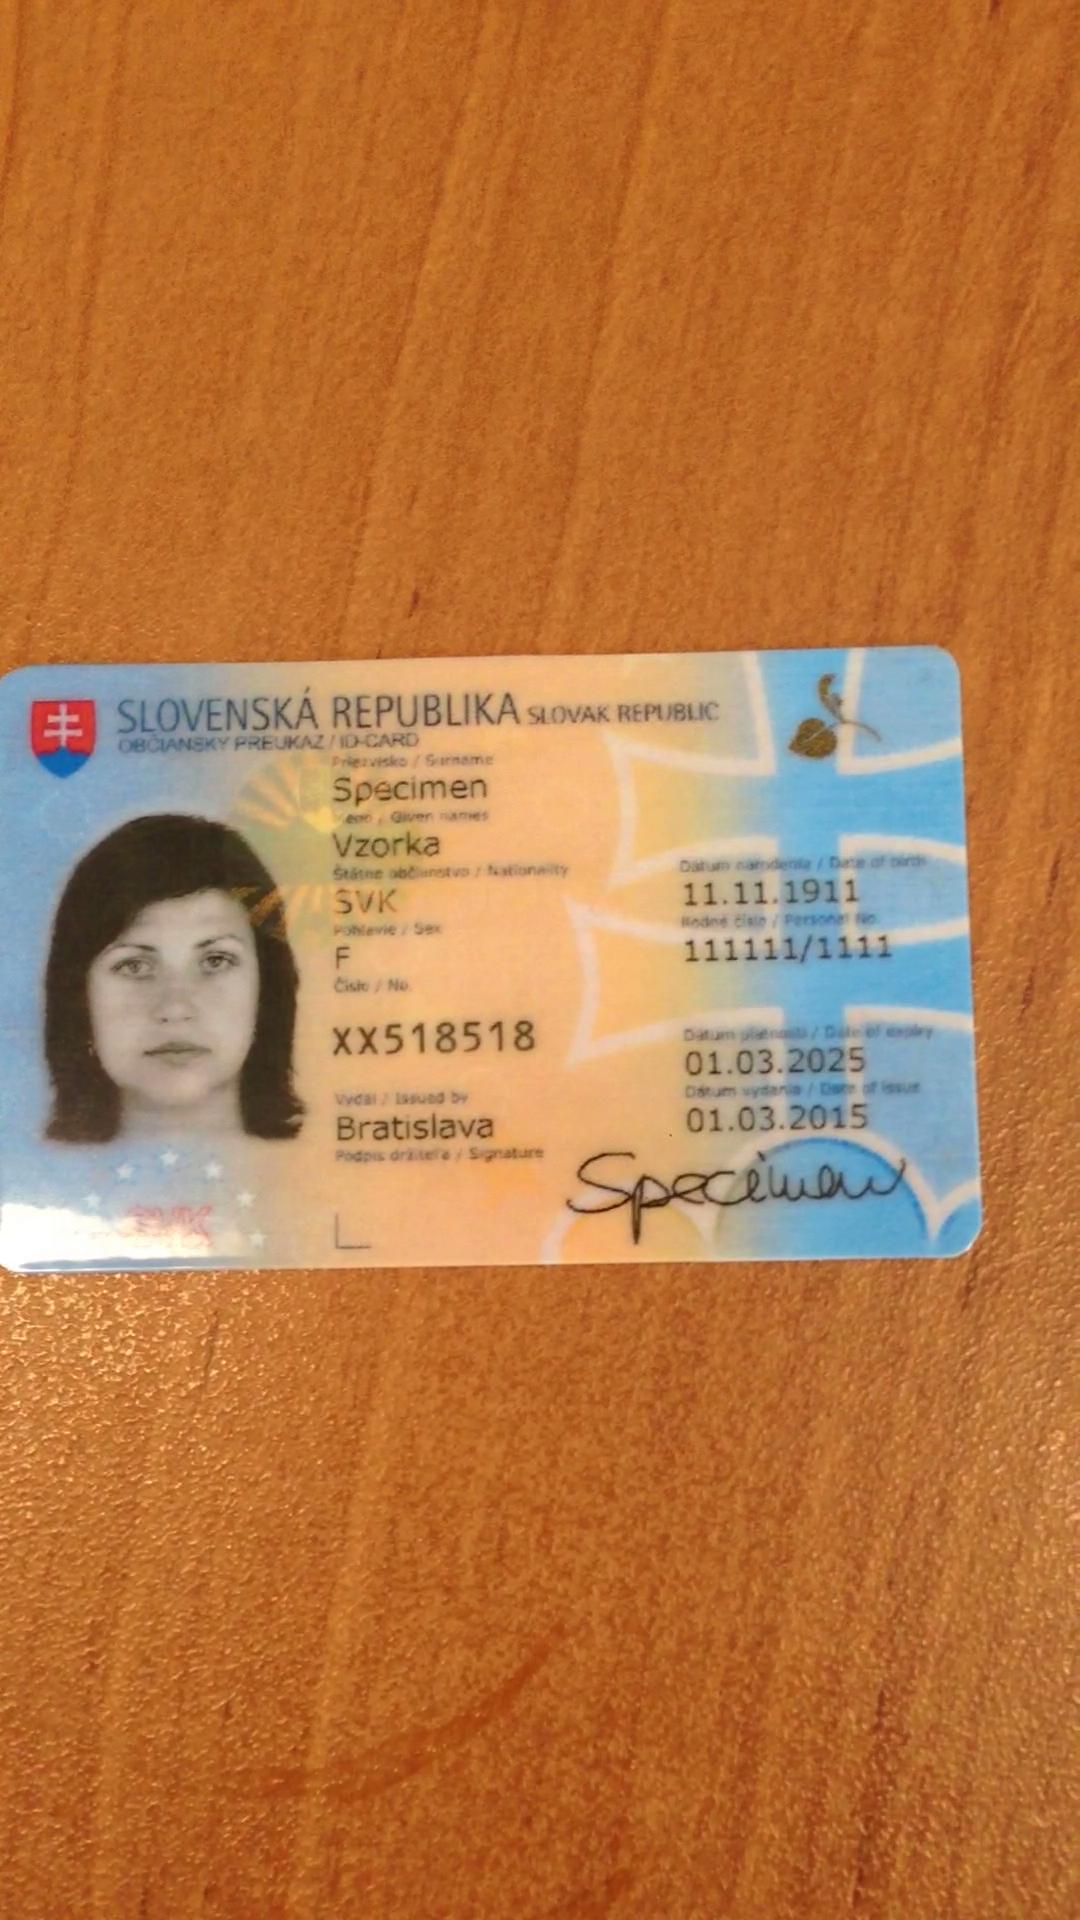 SLOVENSKÁ REPUBLIKA SLOVAK REPUBLIC
OBČIANSKY PREUKAZ / ID-CARD
Priezvisko / Surname
Specimen
Meno / Given names
Vzorka
Štátne občianstvo / Nationality
SVK
Pohlavie / Sex
F
Číslo / No.
XX518518
Vydal / Issued by
Bratislava
Podpis držiteľa / Signature
Dátum narodenia / Date of birth
11.11.1911
Rodné číslo / Personal No.
111111/1111
Dátum platnosti / Date of expiry
01.03.2025
Dátum vydania / Date of issue
01.03.2015
Specimen
SVK